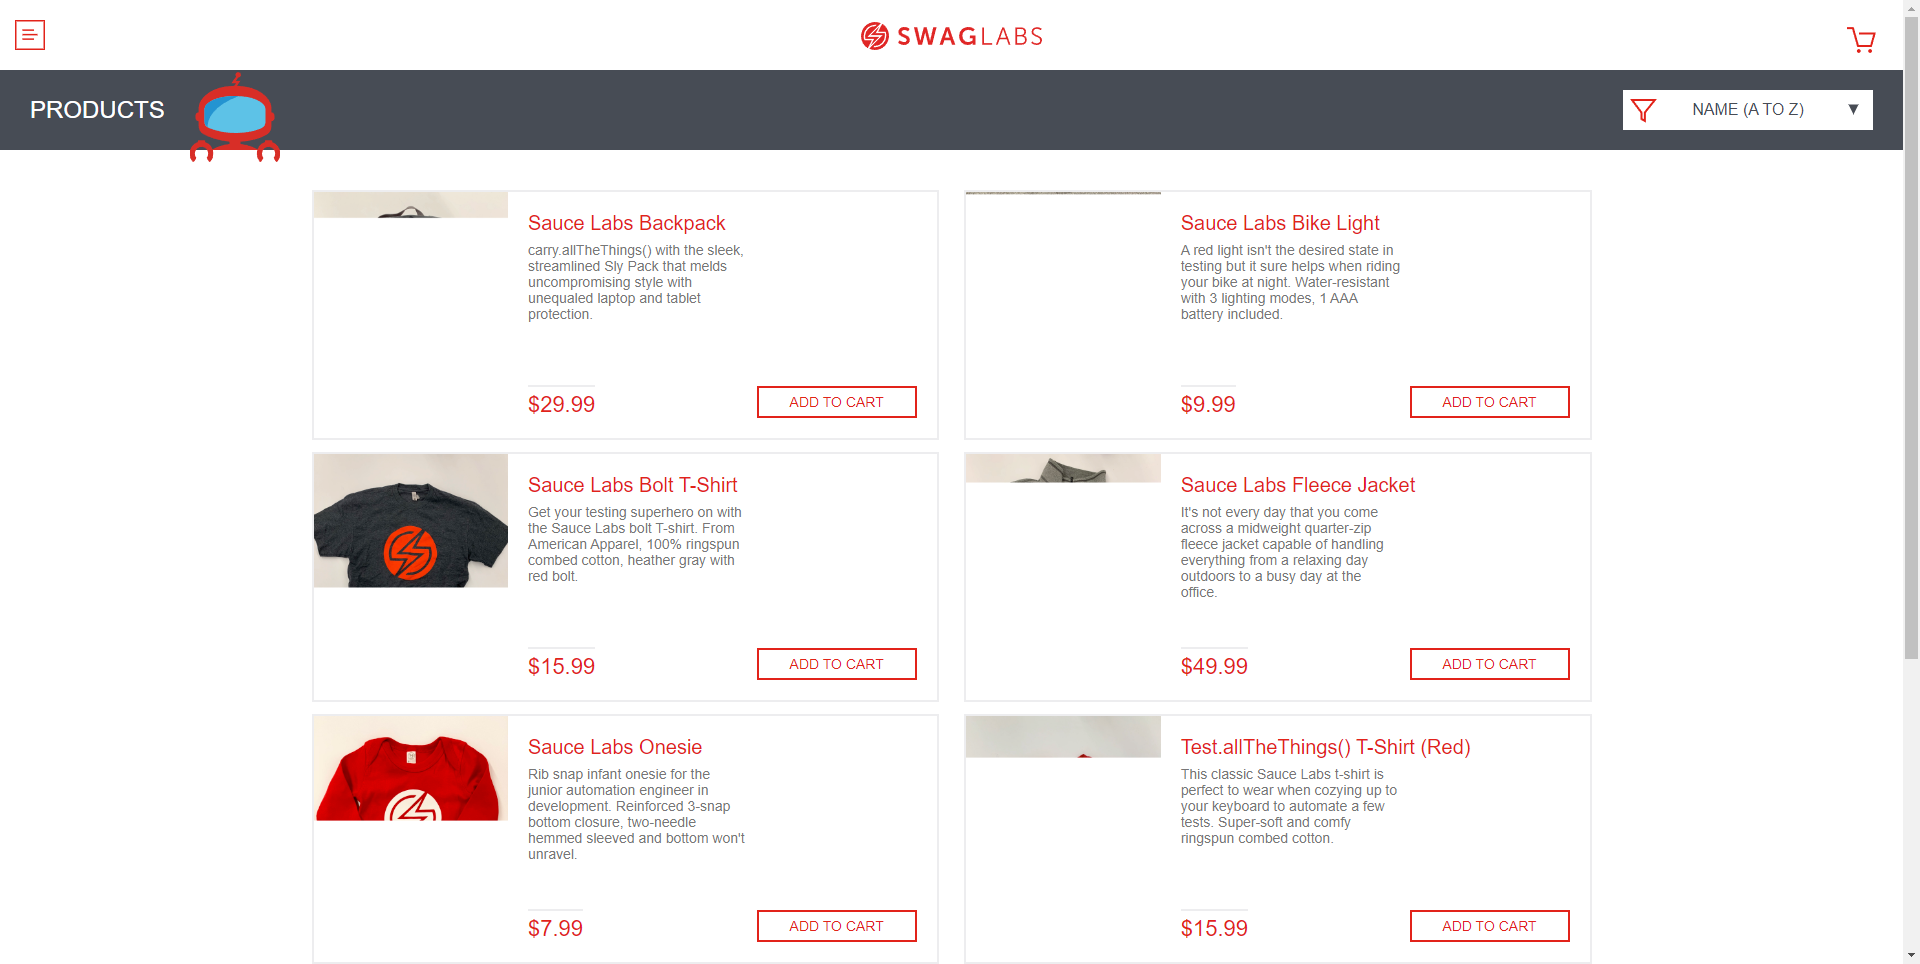 SWAGLABS
PRODUCTS
NAME (A TO Z)
Sauce Labs Backpack
carry.allTheThings() with the sleek,
streamlined Sly Pack that melds
uncompromising style with
unequaled laptop and tablet
protection.
$29.99
ADD TO CART
Sauce Labs Bike Light
A red light isn't the desired state in
testing but it sure helps when riding
your bike at night. Water-resistant
with 3 lighting modes, 1 AAA
battery included.
$9.99
ADD TO CART
Sauce Labs Bolt T-Shirt
Get your testing superhero on with
the Sauce Labs bolt T-shirt. From
American Apparel, 100% ringspun
combed cotton, heather gray with
red bolt.
$15.99
ADD TO CART
Sauce Labs Fleece Jacket
It's not every day that you come
across a midweight quarter-zip
fleece jacket capable of handling
everything from a relaxing day
outdoors to a busy day at the
office.
$49.99
ADD TO CART
Sauce Labs Onesie
Rib snap infant onesie for the
junior automation engineer in
development. Reinforced 3-snap
bottom closure, two-needle
hemmed sleeved and bottom won't
unravel.
$7.99
ADD TO CART
Test.allTheThings() T-Shirt (Red)
This classic Sauce Labs t-shirt is
perfect to wear when cozying up to
your keyboard to automate a few
tests. Super-soft and comfy
ringspun combed cotton.
$15.99
ADD TO CART